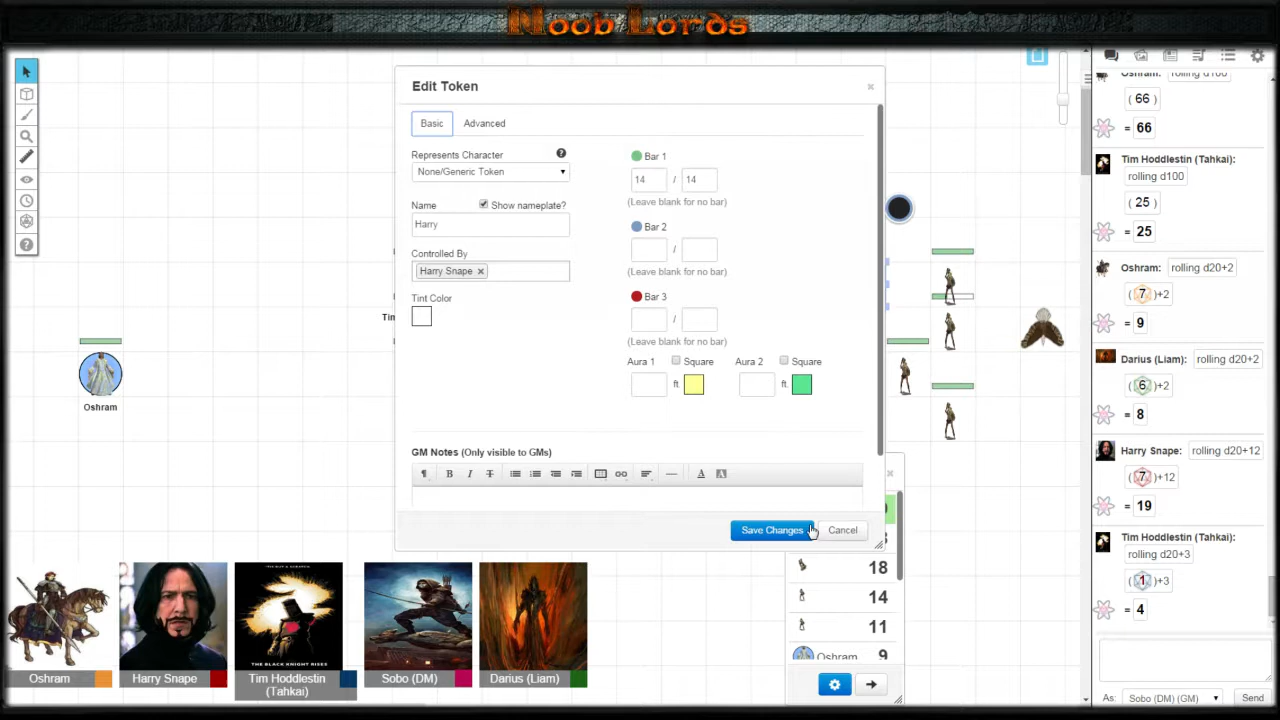 Noob Lords
Edit Token
×
Basic
Advanced
Represents Character
?
None/Generic Token
Name
Show nameplate?
Harry
Controlled By
Harry Snape ×
Tint Color
Bar 1
14 / 14
(Leave blank for no bar)
Bar 2
/
(Leave blank for no bar)
Bar 3
/
(Leave blank for no bar)
Aura 1
Square
Aura 2
Square
ft.
ft.
GM Notes (Only visible to GMs)
B I T
A A
Save Changes
Cancel
Oshram
Tim
18
14
11
Oshram 9
Oshram
Harry Snape
THE BLACK KNIGHT RISES
Tim Hoddlestin
(Tahkai)
Sobo (DM)
Darius (Liam)
Oshram: rolling d100
( 66 )
= 66
Tim Hoddlestin (Tahkai):
rolling d100
( 25 )
= 25
Oshram: rolling d20+2
( 7 )+2
= 9
Darius (Liam): rolling d20+2
( 6 )+2
= 8
Harry Snape: rolling d20+12
( 7 )+12
= 19
Tim Hoddlestin (Tahkai):
rolling d20+3
( 1 )+3
= 4
As: Sobo (DM) (GM)
Send